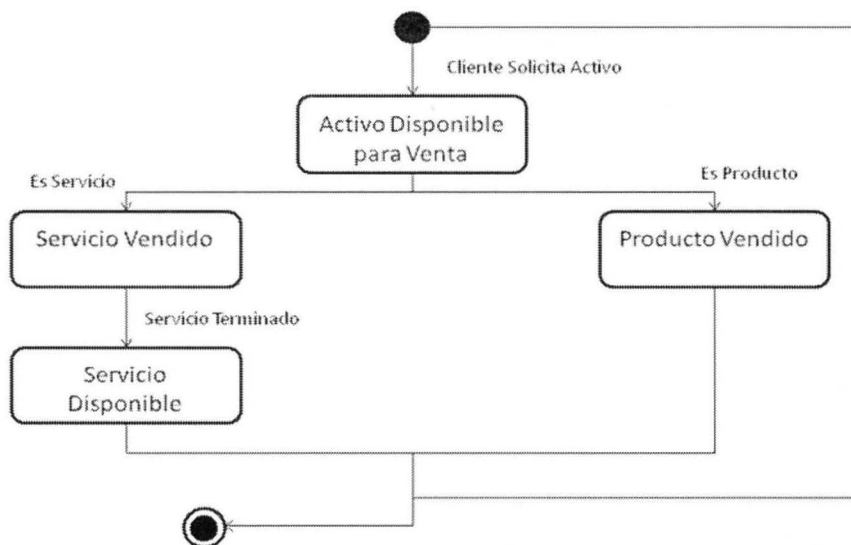 Cliente Solicita Activo
Activo Disponible
para Venta
Es Servicio
Es Producto
Servicio Vendido
Producto Vendido
Servicio Terminado
Servicio
Disponible